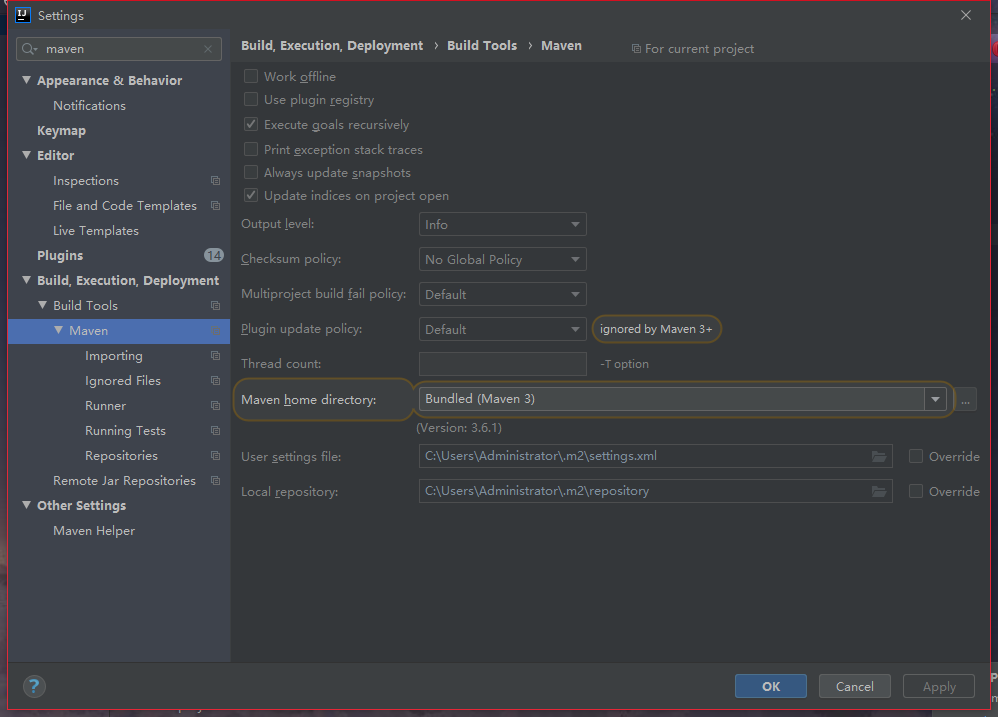 Settings
maven
Appearance & Behavior
Notifications
Keymap
Editor
Inspections
File and Code Templates
Live Templates
Plugins 14
Build, Execution, Deployment
Build Tools
Maven
Importing
Ignored Files
Runner
Running Tests
Repositories
Remote Jar Repositories
Other Settings
Maven Helper
Build, Execution, Deployment › Build Tools › Maven For current project
Work offline
Use plugin registry
Execute goals recursively
Print exception stack traces
Always update snapshots
Update indices on project open
Output level: Info
Checksum policy: No Global Policy
Multiproject build fail policy: Default
Plugin update policy: Default ignored by Maven 3+
Thread count: -T option
Maven home directory: Bundled (Maven 3) ...
(Version: 3.6.1)
User settings file: C:\Users\Administrator\.m2\settings.xml Override
Local repository: C:\Users\Administrator\.m2\repository Override
? OK Cancel Apply